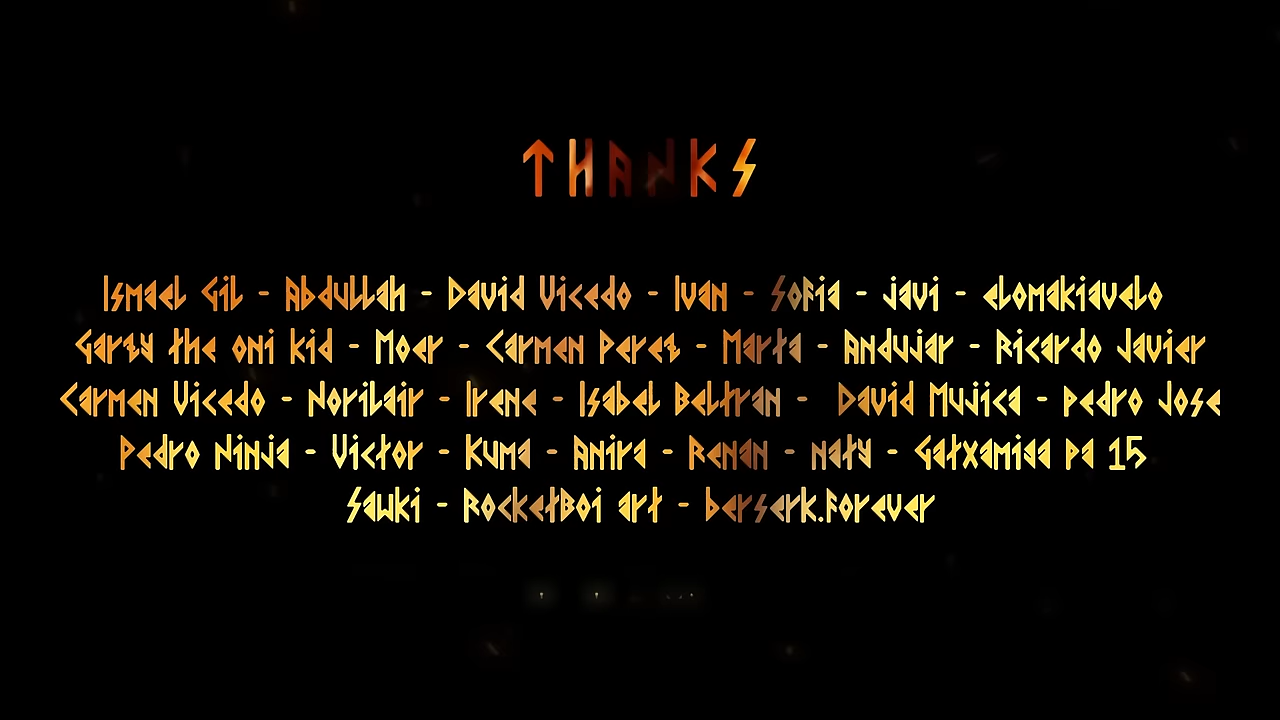 THANKS
Ismael Gil - Abdullah - David Vicedo - Ivan - Sofia - javi - elomakiavelo
Garzy the oni kid - Moer - Carmen Perez - Marta - Andujar - Ricardo Javier
Carmen Vicedo - Norilair - Irene - Isabel Beltran - David Mujica - pedro Jose
Pedro Ninja - Victor - Kuma - Anira - Renan - naty - Gatxamiga pa 15
Sawki - RocketBoi art - berserk.forever